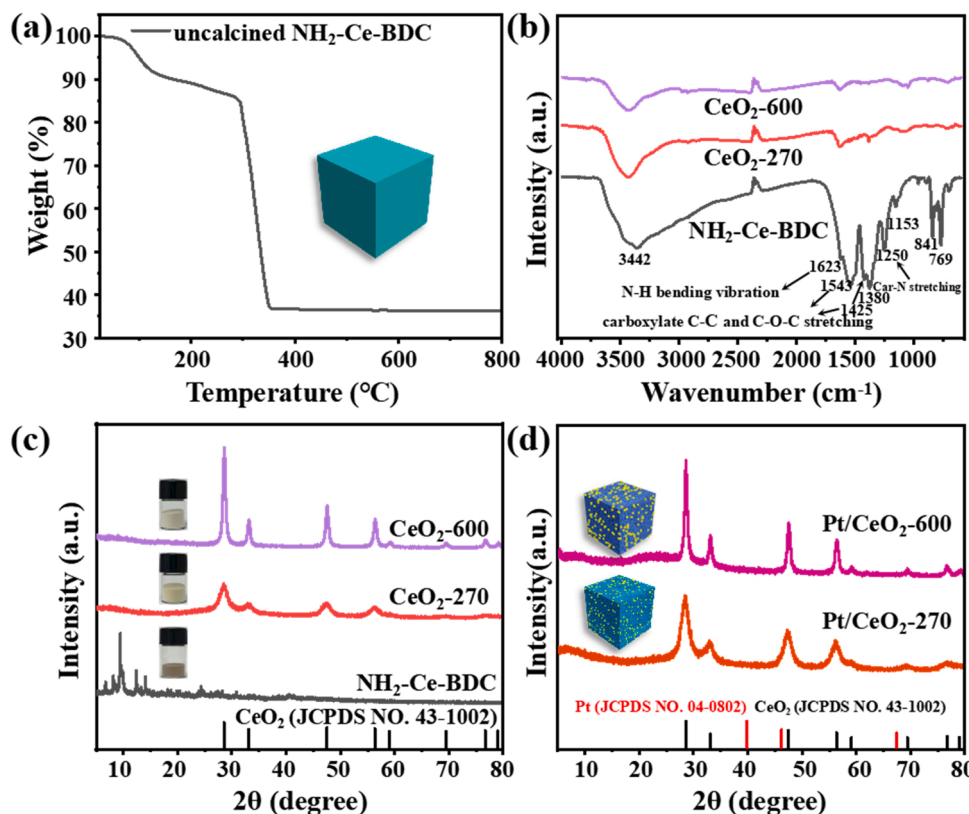 (a)
uncalcined NH₂-Ce-BDC
100
90
80
70
60
50
40
30
Weight (%)
0
200
400
600
800
Temperature (°C)
(b)
CeO₂-600
CeO₂-270
NH₂-Ce-BDC
3442
1623
1543
1425
1380
1250
1153
841
769
N-H bending vibration
Car-N stretching
carboxylate C-C and C-O-C stretching
Intensity (a.u.)
4000 3500 3000 2500 2000 1500 1000
Wavenumber (cm⁻¹)
(c)
CeO₂-600
CeO₂-270
NH₂-Ce-BDC
CeO₂ (JCPDS NO. 43-1002)
Intensity (a.u.)
10 20 30 40 50 60 70 80
2θ (degree)
(d)
Pt/CeO₂-600
Pt/CeO₂-270
Pt (JCPDS NO. 04-0802) CeO₂ (JCPDS NO. 43-1002)
Intensity(a.u.)
10 20 30 40 50 60 70 80
2θ (degree)